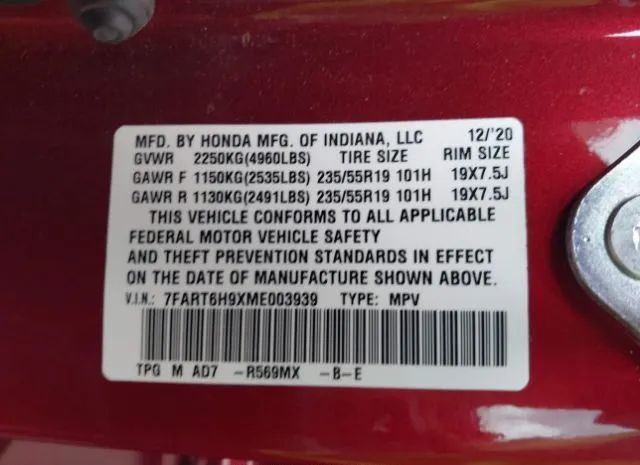 MFD. BY HONDA MFG. OF INDIANA, LLC 12/'20
GVWR 2250KG(4960LBS) TIRE SIZE RIM SIZE
GAWR F 1150KG(2535LBS) 235/55R19 101H 19X7.5J
GAWR R 1130KG(2491LBS) 235/55R19 101H 19X7.5J
THIS VEHICLE CONFORMS TO ALL APPLICABLE
FEDERAL MOTOR VEHICLE SAFETY
AND THEFT PREVENTION STANDARDS IN EFFECT
ON THE DATE OF MANUFACTURE SHOWN ABOVE.
V.I.N.: 7FART6H9XME003939 TYPE: MPV
TPG M AD7 -R569MX -B-E